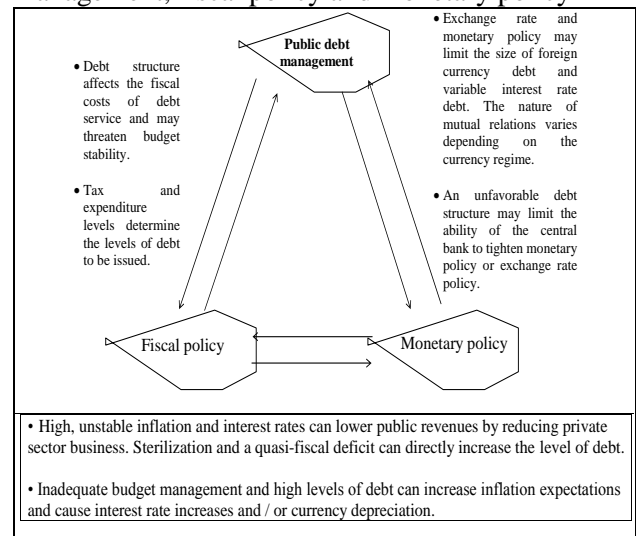 Public debt
management
• Debt structure
affects the fiscal
costs of debt
service and may
threaten budget
stability.
• Tax and
expenditure
levels determine
the levels of debt
to be issued.
• Exchange rate and
monetary policy may
limit the size of foreign
currency debt and
variable interest rate
debt. The nature of
mutual relations varies
depending on the
currency regime.
• An unfavorable debt
structure may limit the
ability of the central
bank to tighten monetary
policy or exchange rate
policy.
Fiscal policy
Monetary policy
• High, unstable inflation and interest rates can lower public revenues by reducing private
sector business. Sterilization and a quasi-fiscal deficit can directly increase the level of debt.
• Inadequate budget management and high levels of debt can increase inflation expectations
and cause interest rate increases and / or currency depreciation.